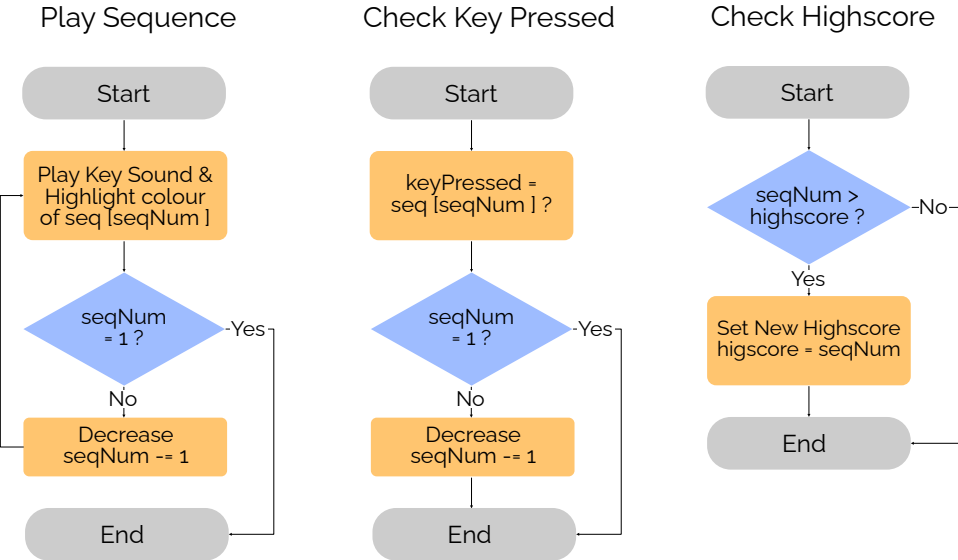 Play Sequence
Start
Play Key Sound &
Highlight colour
of seq [seqNum ]
seqNum
= 1 ?
Yes
No
Decrease
seqNum -= 1
End
Check Key Pressed
Start
keyPressed =
seq [seqNum ] ?
seqNum
= 1 ?
Yes
No
Decrease
seqNum -= 1
End
Check Highscore
Start
seqNum >
highscore ?
No
Yes
Set New Highscore
higscore = seqNum
End